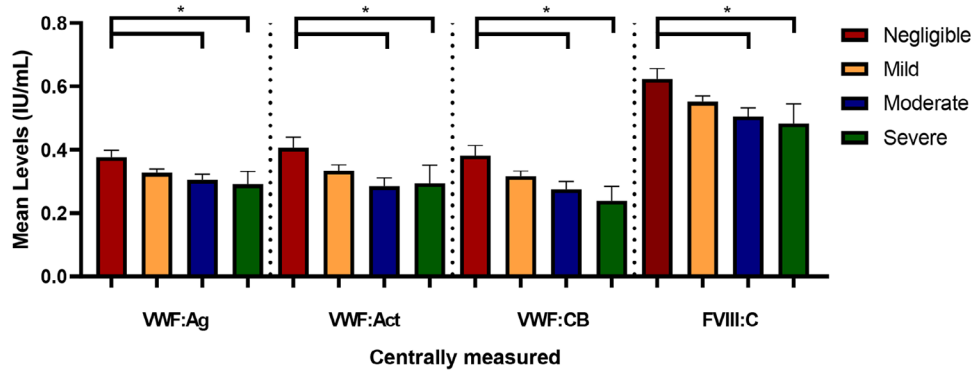 * * * *
0.8
0.6
0.4
0.2
0.0
Mean Levels (IU/mL)
Negligible
Mild
Moderate
Severe
VWF:Ag VWF:Act VWF:CB FVIII:C
Centrally measured